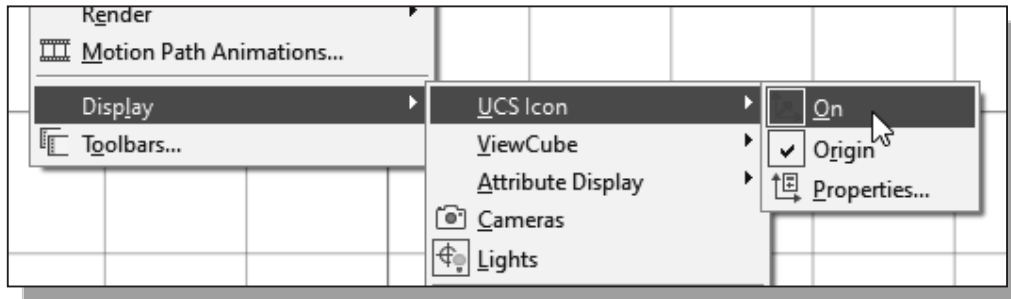 Render
Motion Path Animations...
Display
Toolbars...
UCS Icon
ViewCube
Attribute Display
Cameras
Lights
On
Origin
Properties...